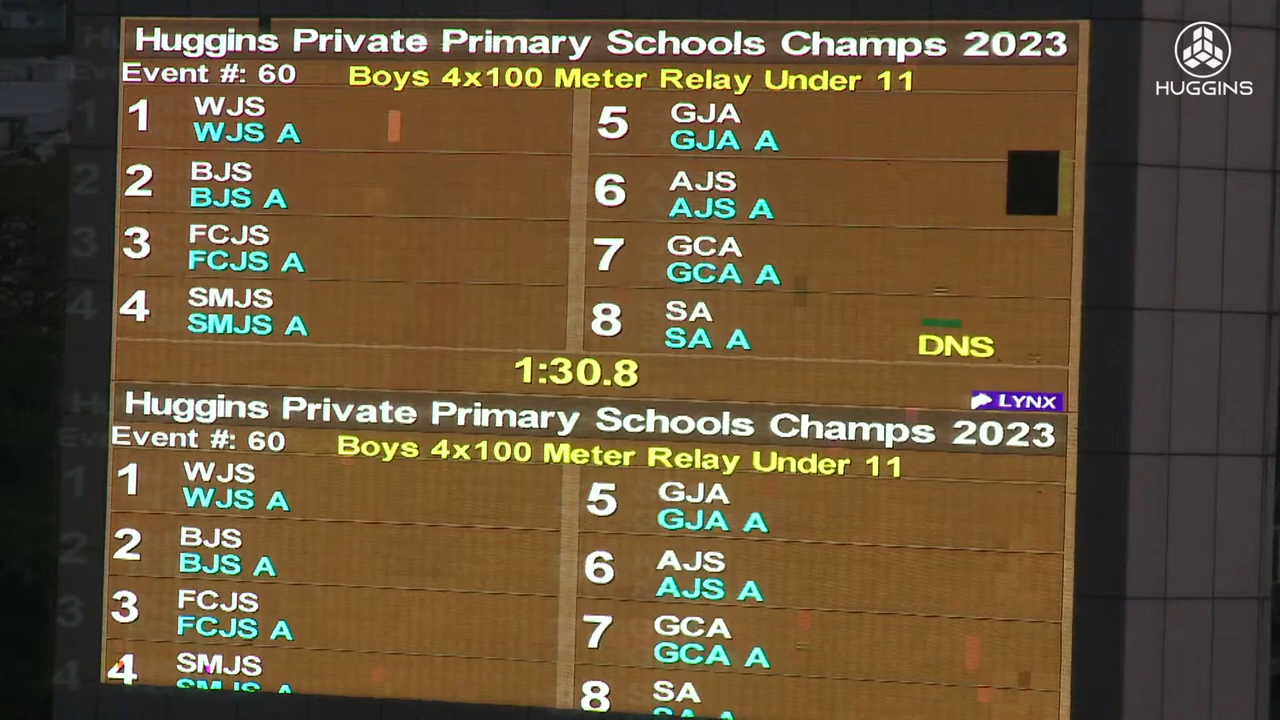 HUGGINS
Huggins Private Primary Schools Champs 2023
Event #: 60 Boys 4x100 Meter Relay Under 11
1 WJS
WJS A
2 BJS
BJS A
3 FCJS
FCJS A
4 SMJS
SMJS A
5 GJA
GJA A
6 AJS
AJS A
7 GCA
GCA A
8 SA
SA A DNS
1:30.8
LYNX
Huggins Private Primary Schools Champs 2023
Event #: 60 Boys 4x100 Meter Relay Under 11
1 WJS
WJS A
2 BJS
BJS A
3 FCJS
FCJS A
4 SMJS
SMJS A
5 GJA
GJA A
6 AJS
AJS A
7 GCA
GCA A
8 SA
SA A